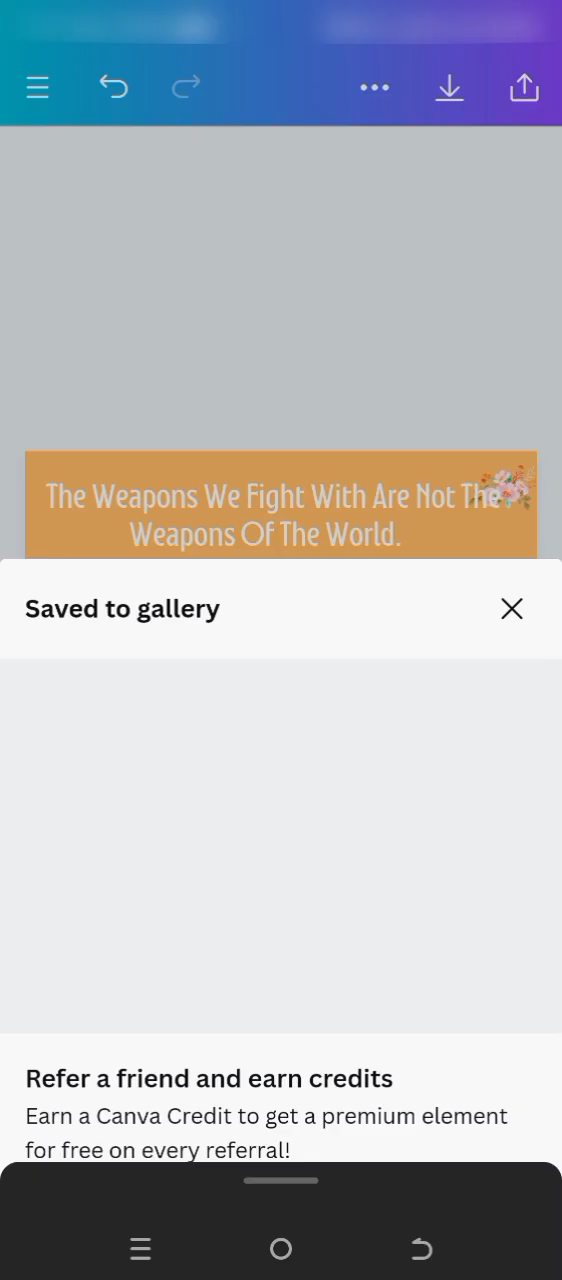 The Weapons We Fight With Are Not The
Weapons Of The World.
Saved to gallery
Refer a friend and earn credits
Earn a Canva Credit to get a premium element
for free on every referral!